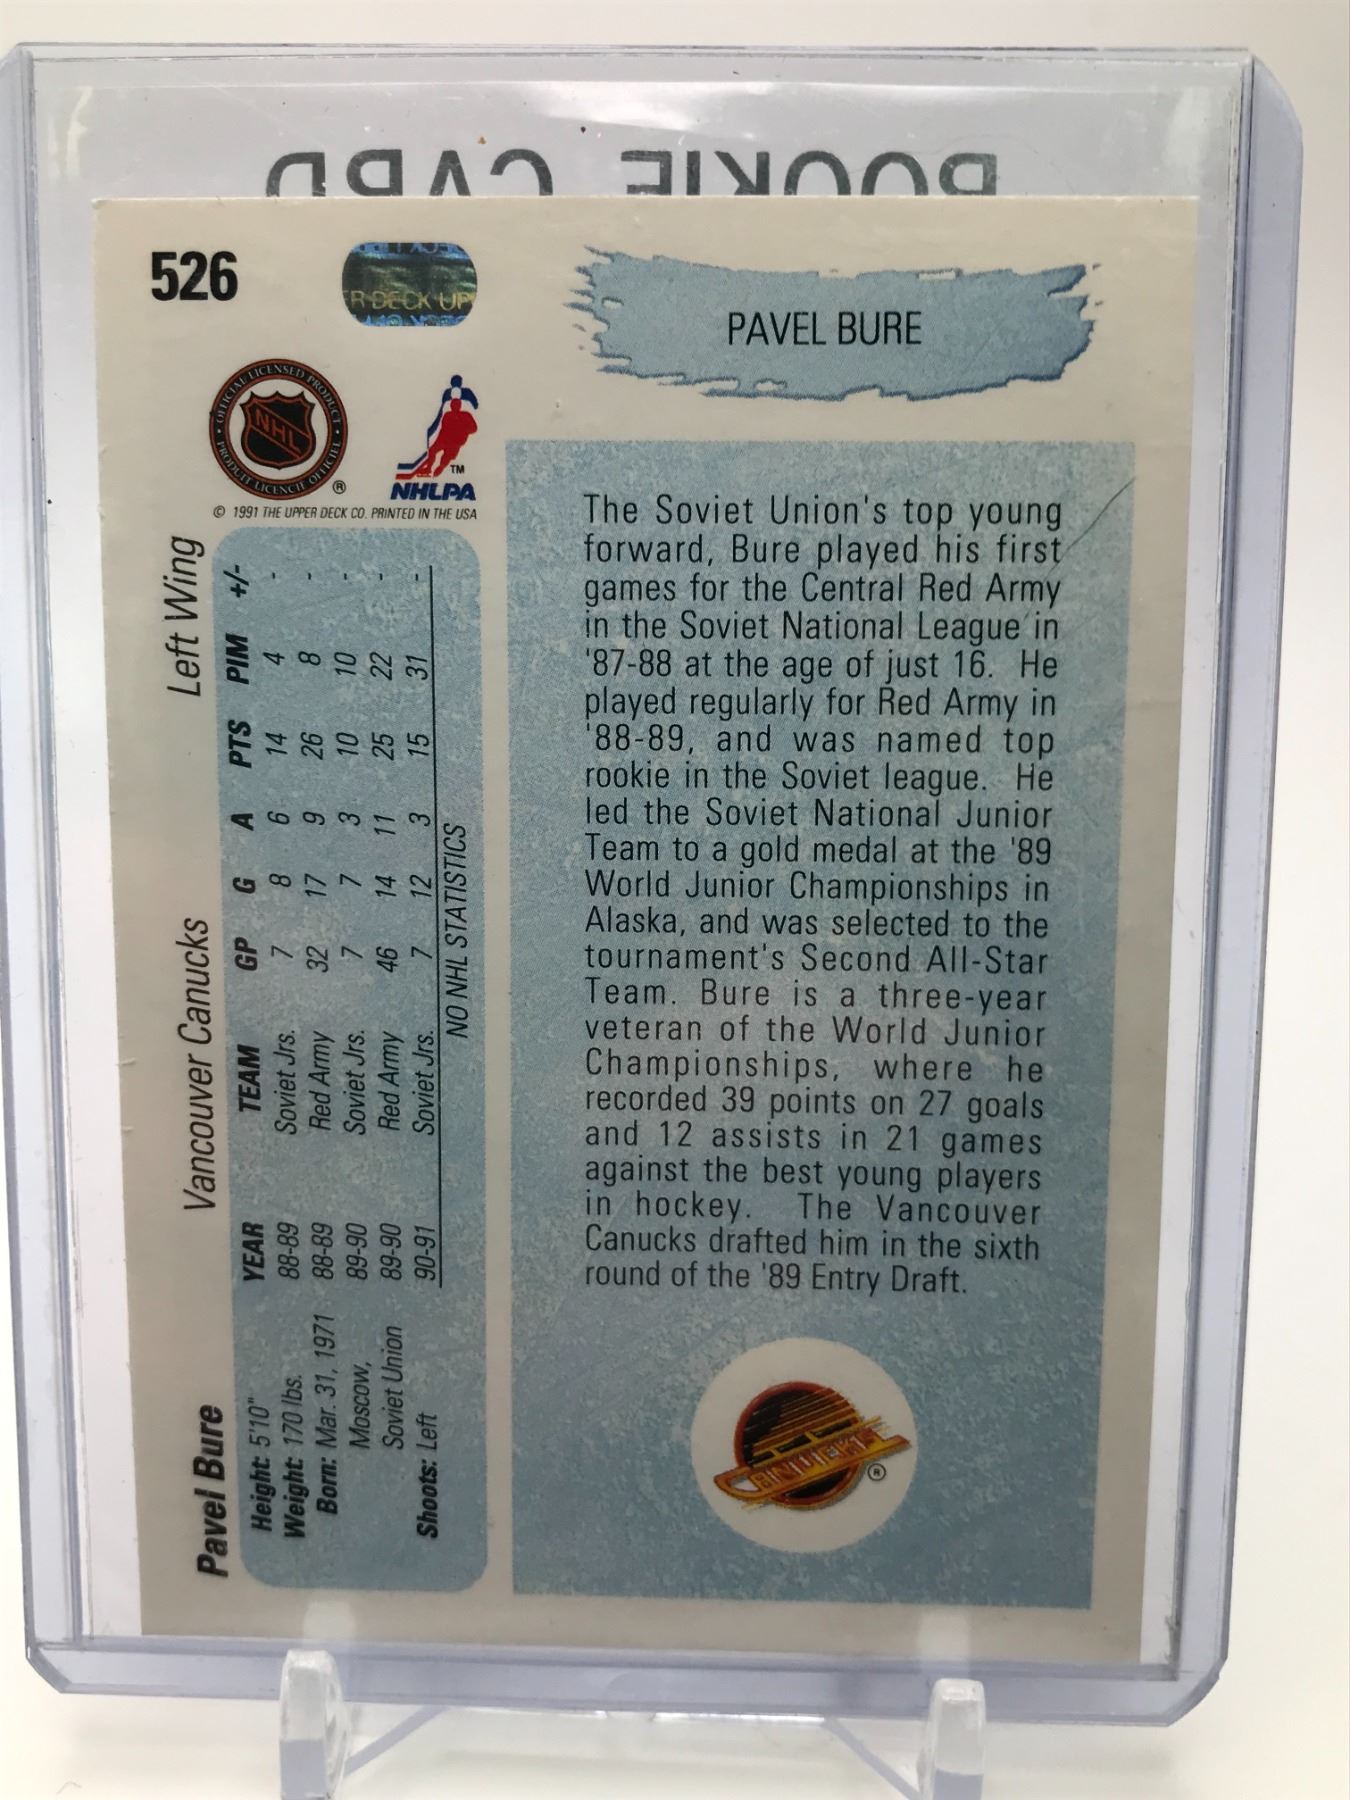 ROOKIE CARD
526
R DECK UP
PAVEL BURE
OFFICIAL LICENSED PRODUCT
NHL
PRODUIT LICENCIE OFFICIEL
®
TM
NHLPA
© 1991 THE UPPER DECK CO. PRINTED IN THE USA
Pavel Bure Vancouver Canucks Left Wing
Height: 5'10"
Weight: 170 lbs.
Born: Mar. 31, 1971
Moscow,
Soviet Union
Shoots: Left
YEAR TEAM GP G A PTS PIM +/-
88-89 Soviet Jrs. 7 8 6 14 4 -
88-89 Red Army 32 17 9 26 8 -
89-90 Soviet Jrs. 7 7 3 10 10 -
89-90 Red Army 46 14 11 25 22 -
90-91 Soviet Jrs. 7 12 3 15 31 -
NO NHL STATISTICS
The Soviet Union's top young
forward, Bure played his first
games for the Central Red Army
in the Soviet National League in
'87-88 at the age of just 16. He
played regularly for Red Army in
'88-89, and was named top
rookie in the Soviet league. He
led the Soviet National Junior
Team to a gold medal at the '89
World Junior Championships in
Alaska, and was selected to the
tournament's Second All-Star
Team. Bure is a three-year
veteran of the World Junior
Championships, where he
recorded 39 points on 27 goals
and 12 assists in 21 games
against the best young players
in hockey. The Vancouver
Canucks drafted him in the sixth
round of the '89 Entry Draft.
CANUCKS
®